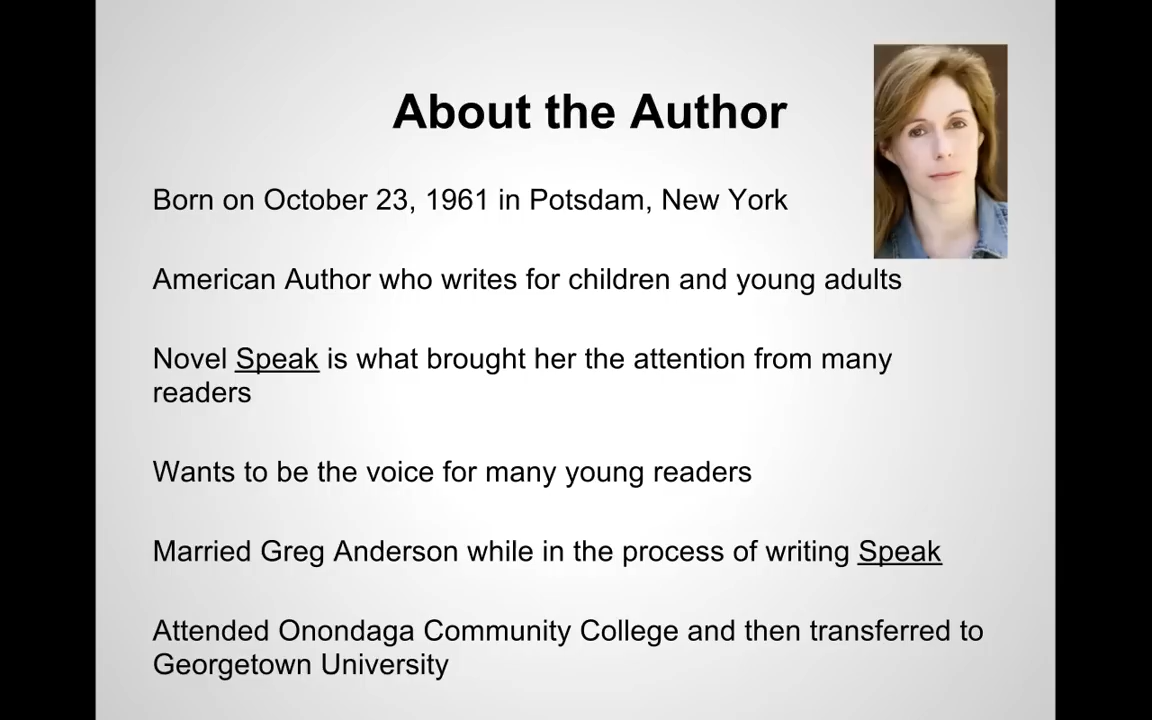 About the Author
Born on October 23, 1961 in Potsdam, New York
American Author who writes for children and young adults
Novel Speak is what brought her the attention from many
readers
Wants to be the voice for many young readers
Married Greg Anderson while in the process of writing Speak
Attended Onondaga Community College and then transferred to
Georgetown University